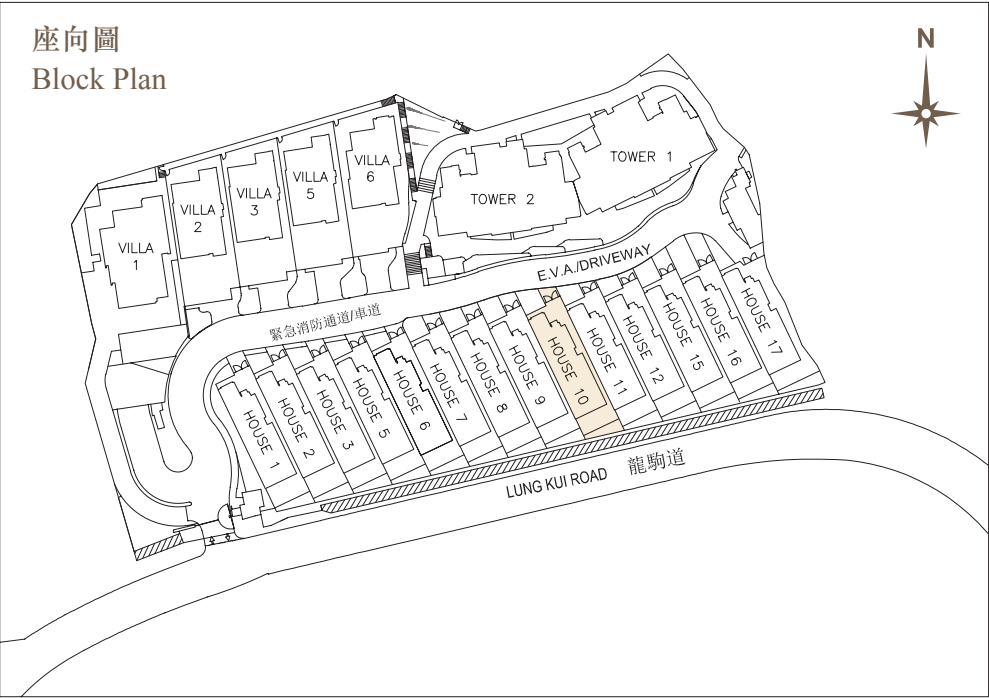 座向圖
Block Plan
N
TOWER 1
TOWER 2
VILLA
6
VILLA
5
VILLA
3
VILLA
2
VILLA
1
E.V.A./DRIVEWAY
緊急消防通道/車道
HOUSE 1
HOUSE 2
HOUSE 3
HOUSE 5
HOUSE 6
HOUSE 7
HOUSE 8
HOUSE 9
HOUSE 10
HOUSE 11
HOUSE 12
HOUSE 15
HOUSE 16
HOUSE 17
LUNG KUI ROAD 龍駒道